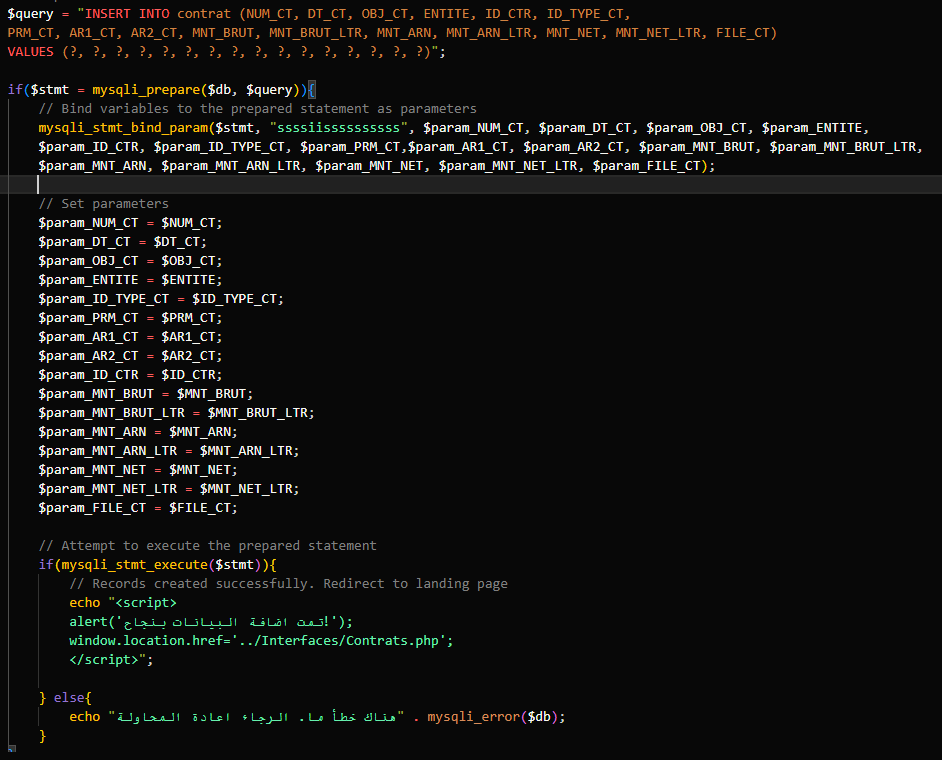 $query = "INSERT INTO contrat (NUM_CT, DT_CT, OBJ_CT, ENTITE, ID_CTR, ID_TYPE_CT,
PRM_CT, AR1_CT, AR2_CT, MNT_BRUT, MNT_BRUT_LTR, MNT_ARN, MNT_ARN_LTR, MNT_NET, MNT_NET_LTR, FILE_CT)
VALUES (?, ?, ?, ?, ?, ?, ?, ?, ?, ?, ?, ?, ?, ?, ?, ?)";
if($stmt = mysqli_prepare($db, $query)){
// Bind variables to the prepared statement as parameters
mysqli_stmt_bind_param($stmt, "ssssiissssssssss", $param_NUM_CT, $param_DT_CT, $param_OBJ_CT, $param_ENTITE,
$param_ID_CTR, $param_ID_TYPE_CT, $param_PRM_CT,$param_AR1_CT, $param_AR2_CT, $param_MNT_BRUT, $param_MNT_BRUT_LTR,
$param_MNT_ARN, $param_MNT_ARN_LTR, $param_MNT_NET, $param_MNT_NET_LTR, $param_FILE_CT);
// Set parameters
$param_NUM_CT = $NUM_CT;
$param_DT_CT = $DT_CT;
$param_OBJ_CT = $OBJ_CT;
$param_ENTITE = $ENTITE;
$param_ID_TYPE_CT = $ID_TYPE_CT;
$param_PRM_CT = $PRM_CT;
$param_AR1_CT = $AR1_CT;
$param_AR2_CT = $AR2_CT;
$param_ID_CTR = $ID_CTR;
$param_MNT_BRUT = $MNT_BRUT;
$param_MNT_BRUT_LTR = $MNT_BRUT_LTR;
$param_MNT_ARN = $MNT_ARN;
$param_MNT_ARN_LTR = $MNT_ARN_LTR;
$param_MNT_NET = $MNT_NET;
$param_MNT_NET_LTR = $MNT_NET_LTR;
$param_FILE_CT = $FILE_CT;
// Attempt to execute the prepared statement
if(mysqli_stmt_execute($stmt)){
// Records created successfully. Redirect to landing page
echo "<script>
alert('تمت اضافة البيانات بنجاح!');
window.location.href='../Interfaces/Contrats.php';
</script>";
} else{
echo "هناك خطأ ما. الرجاء اعادة المحاولة" . mysqli_error($db);
}
}